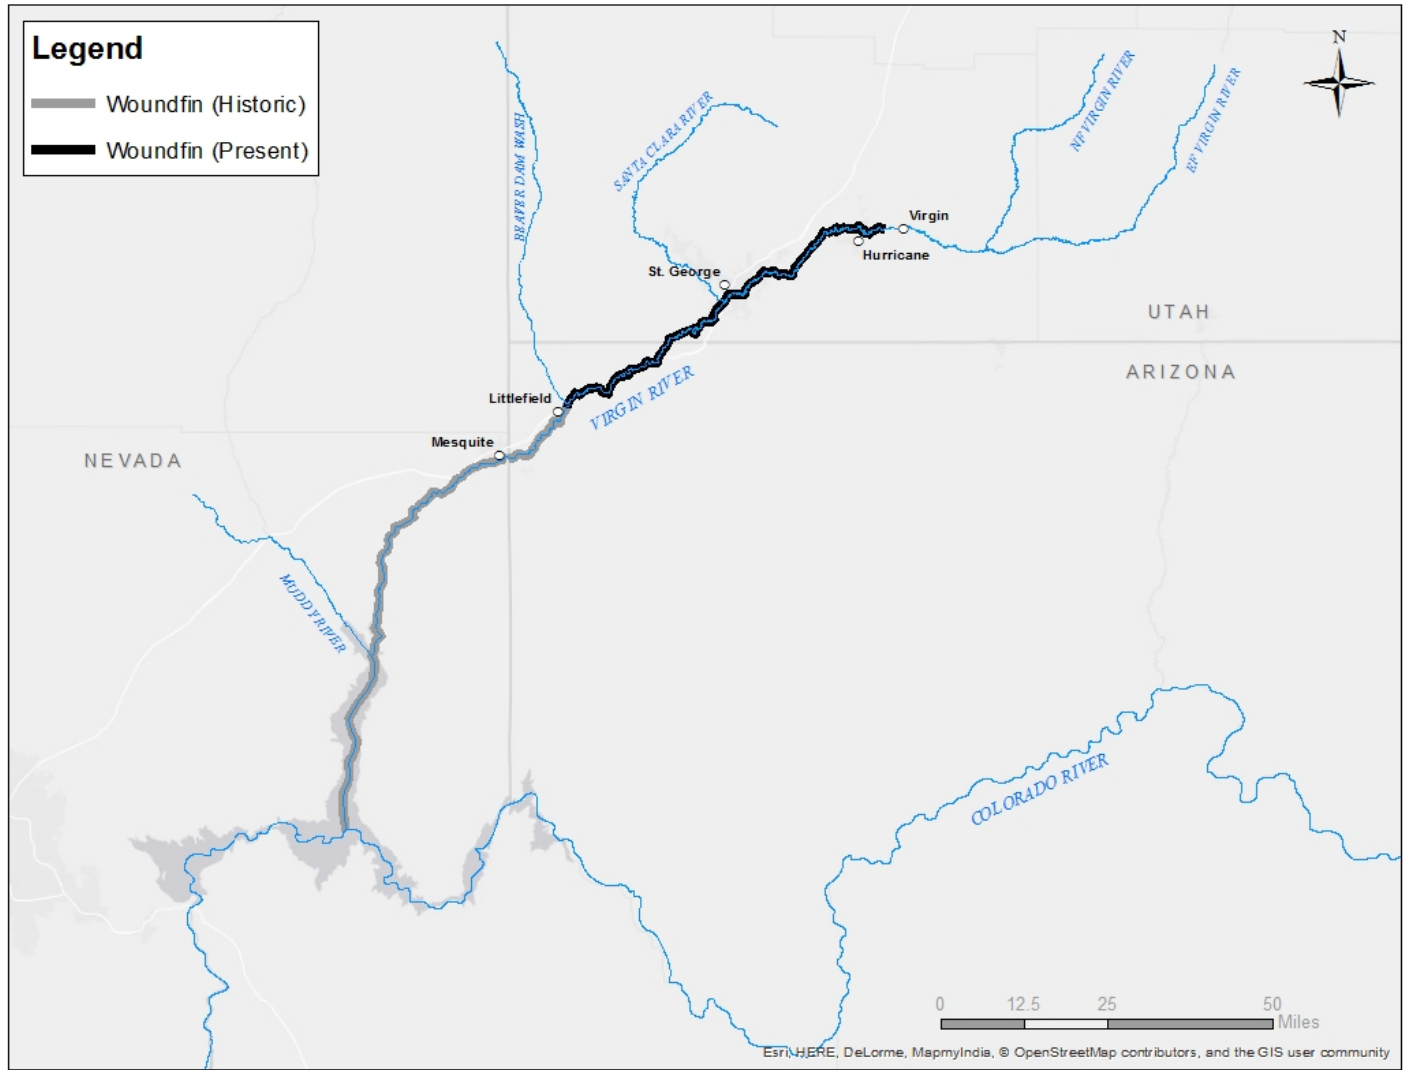 Legend
Woundfin (Historic)
Woundfin (Present)
N
BEAVER DAM WASH
SANTA CLARA RIVER
NF VIRGIN RIVER
EF VIRGIN RIVER
Virgin
Hurricane
St. George
UTAH
ARIZONA
Littlefield
VIRGIN RIVER
Mesquite
NEVADA
MUDDY RIVER
COLORADO RIVER
0 12.5 25 50
Miles
Esri, HERE, DeLorme, MapmyIndia, © OpenStreetMap contributors, and the GIS user community